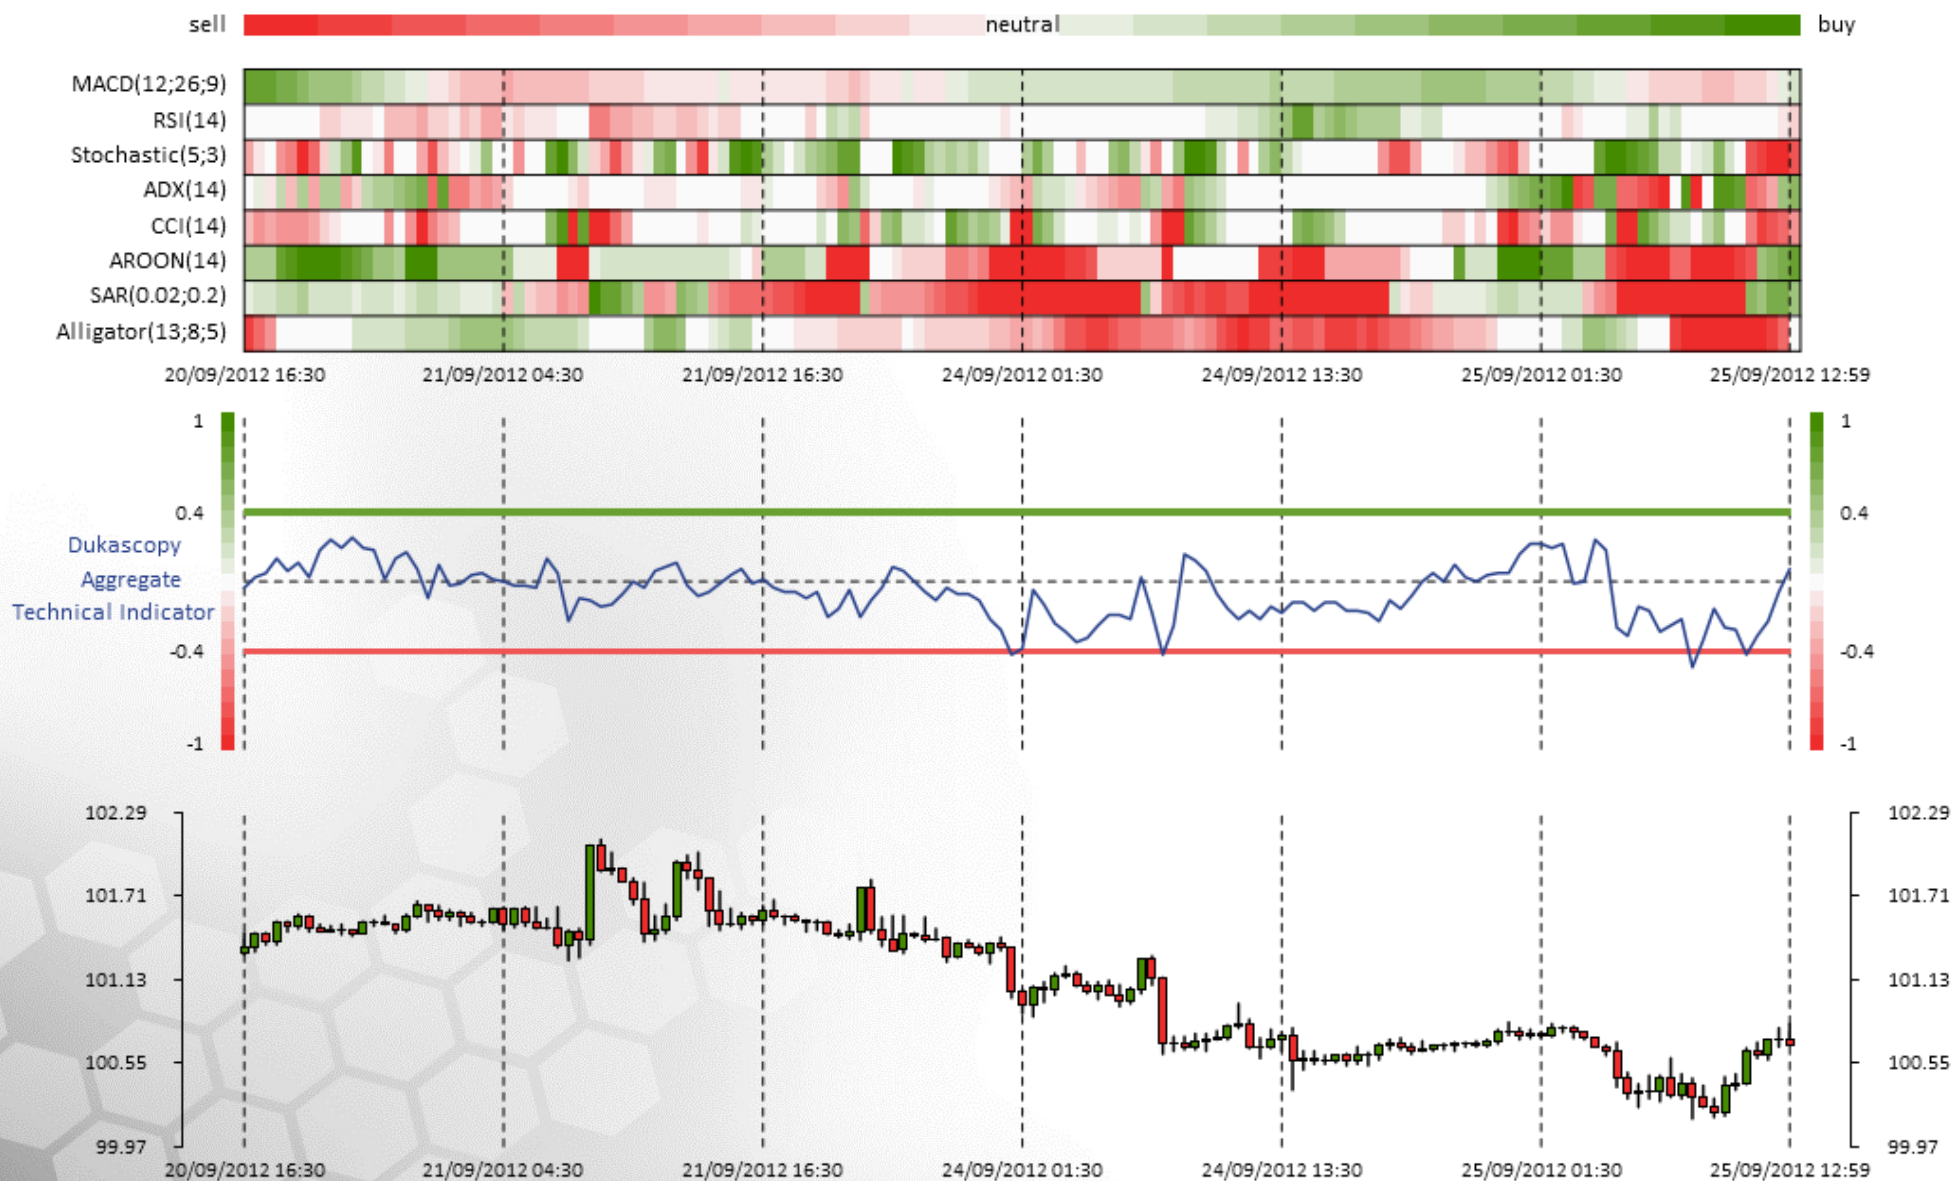 sell neutral buy
MACD(12;26;9)
RSI(14)
Stochastic(5;3)
ADX(14)
CCI(14)
AROON(14)
SAR(0.02;0.2)
Alligator(13;8;5)
20/09/2012 16:30 21/09/2012 04:30 21/09/2012 16:30 24/09/2012 01:30 24/09/2012 13:30 25/09/2012 01:30 25/09/2012 12:59
1 1
0.4 0.4
Dukascopy
Aggregate
Technical Indicator
-0.4 -0.4
-1 -1
102.29 102.29
101.71 101.71
101.13 101.13
100.55 100.55
99.97 99.97
20/09/2012 16:30 21/09/2012 04:30 21/09/2012 16:30 24/09/2012 01:30 24/09/2012 13:30 25/09/2012 01:30 25/09/2012 12:59